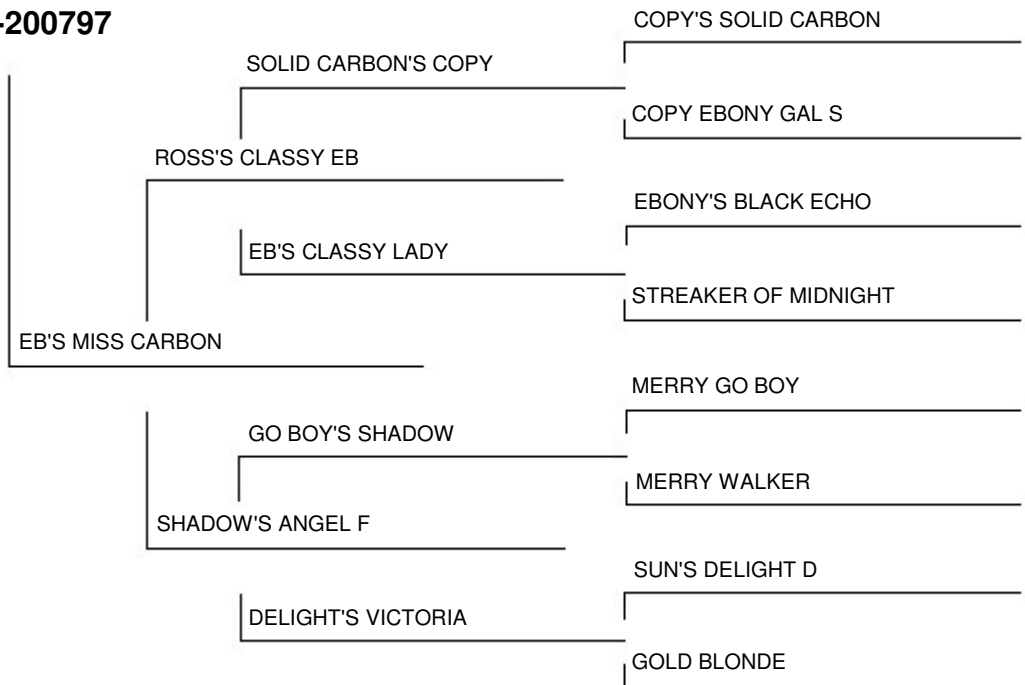 -200797
COPY'S SOLID CARBON
SOLID CARBON'S COPY
COPY EBONY GAL S
ROSS'S CLASSY EB
EBONY'S BLACK ECHO
EB'S CLASSY LADY
STREAKER OF MIDNIGHT
EB'S MISS CARBON
MERRY GO BOY
GO BOY'S SHADOW
MERRY WALKER
SHADOW'S ANGEL F
SUN'S DELIGHT D
DELIGHT'S VICTORIA
GOLD BLONDE